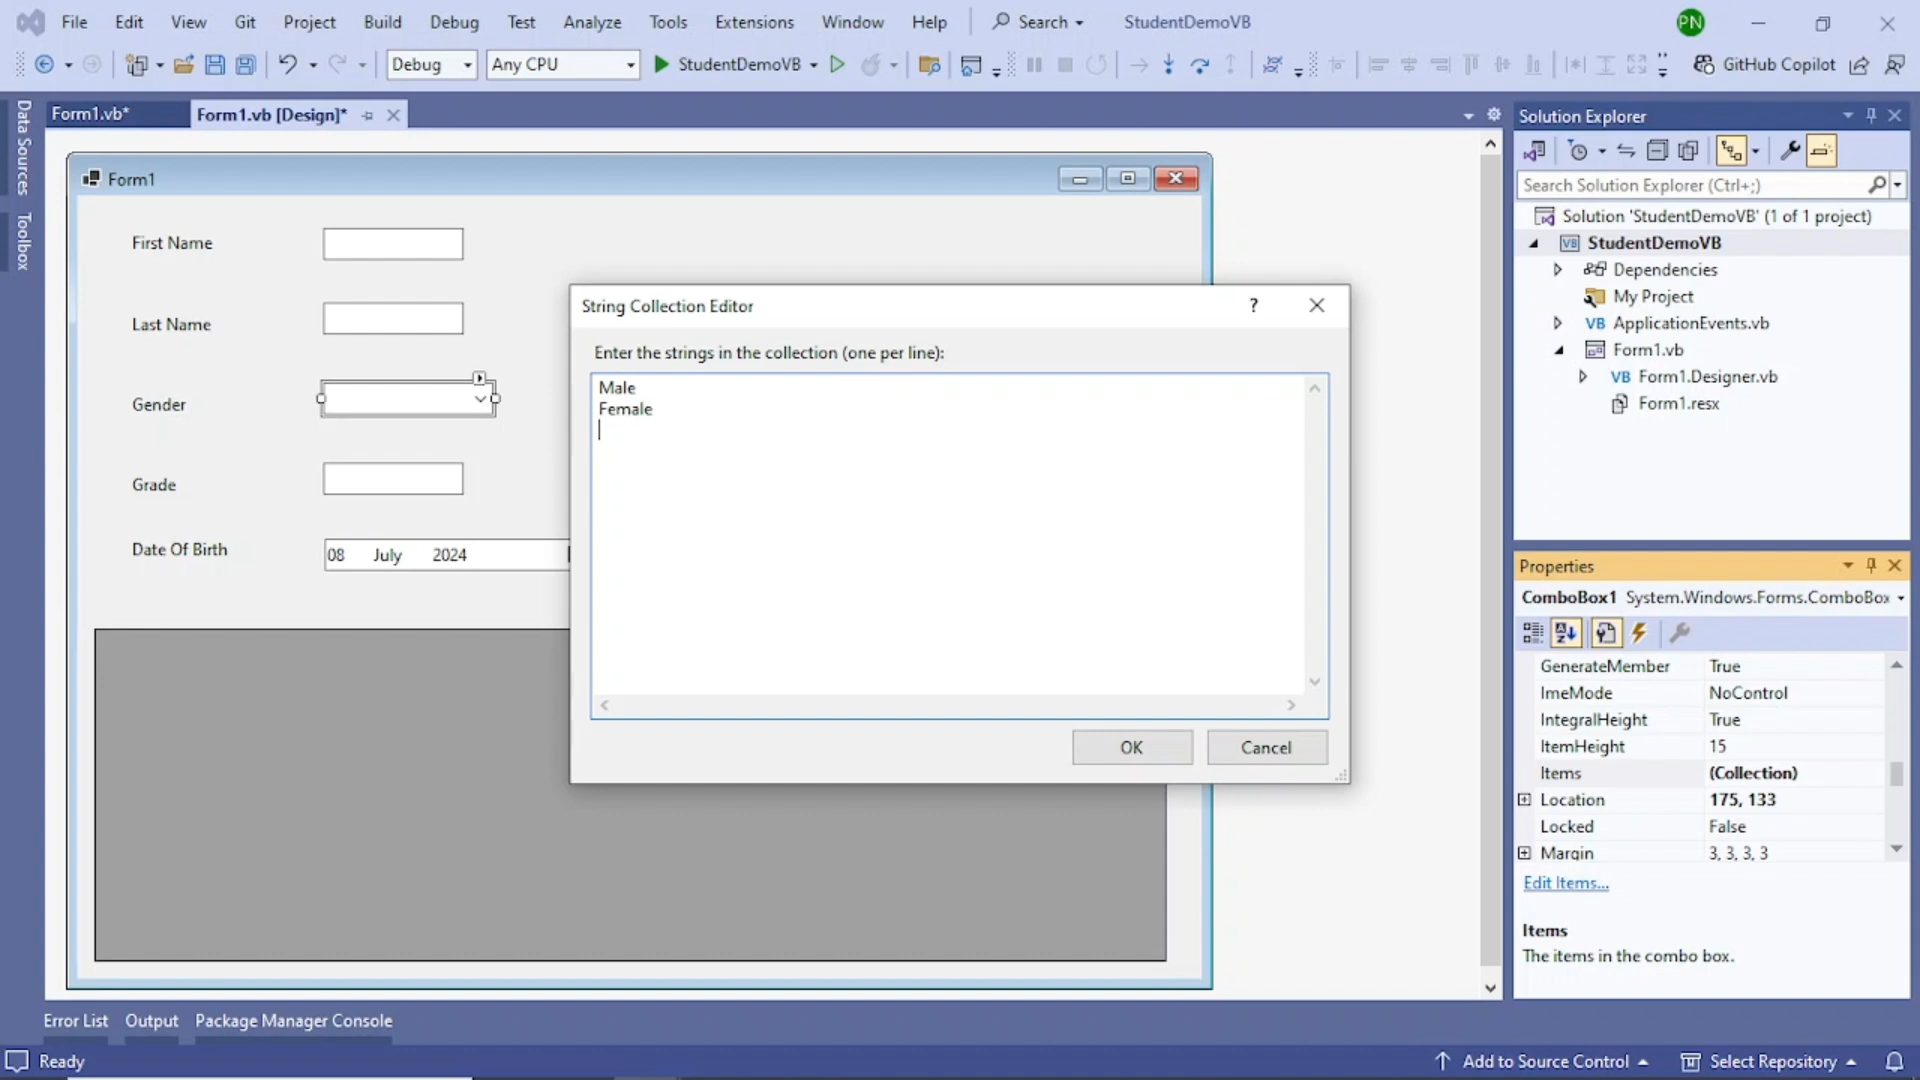 File Edit View Git Project Build Debug Test Analyze Tools Extensions Window Help Search StudentDemoVB PN
Debug Any CPU StudentDemoVB GitHub Copilot
Data Sources
Toolbox
Form1.vb* Form1.vb [Design]*
Form1
First Name
Last Name
Gender
Grade
Date Of Birth 08 July 2024
String Collection Editor ?
Enter the strings in the collection (one per line):
Male
Female
OK Cancel
Solution Explorer
Search Solution Explorer (Ctrl+;)
Solution 'StudentDemoVB' (1 of 1 project)
VB StudentDemoVB
Dependencies
My Project
VB ApplicationEvents.vb
Form1.vb
VB Form1.Designer.vb
Form1.resx
Properties
ComboBox1 System.Windows.Forms.ComboBox
GenerateMember True
ImeMode NoControl
IntegralHeight True
ItemHeight 15
Items (Collection)
Location 175, 133
Locked False
Margin 3, 3, 3, 3
Edit Items...
Items
The items in the combo box.
Error List Output Package Manager Console
Ready Add to Source Control Select Repository